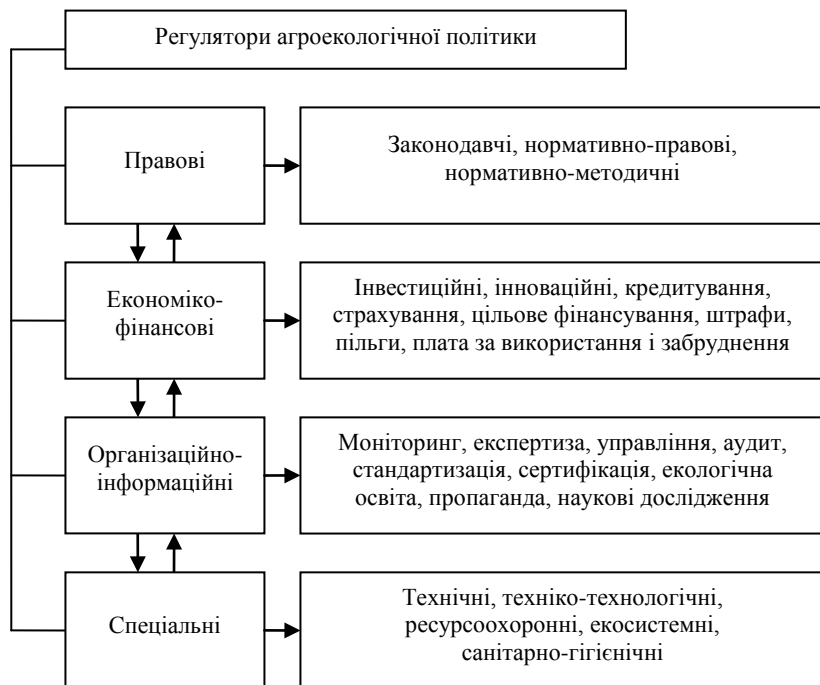 Регулятори агроекологічної політики
Правові
Законодавчі, нормативно-правові,
нормативно-методичні
Економіко-
фінансові
Інвестиційні, інноваційні, кредитування,
страхування, цільове фінансування, штрафи,
пільги, плата за використання і забруднення
Організаційно-
інформаційні
Моніторинг, експертиза, управління, аудит,
стандартизація, сертифікація, екологічна
освіта, пропаганда, наукові дослідження
Спеціальні
Технічні, техніко-технологічні,
ресурсоохоронні, екосистемні,
санітарно-гігієнічні